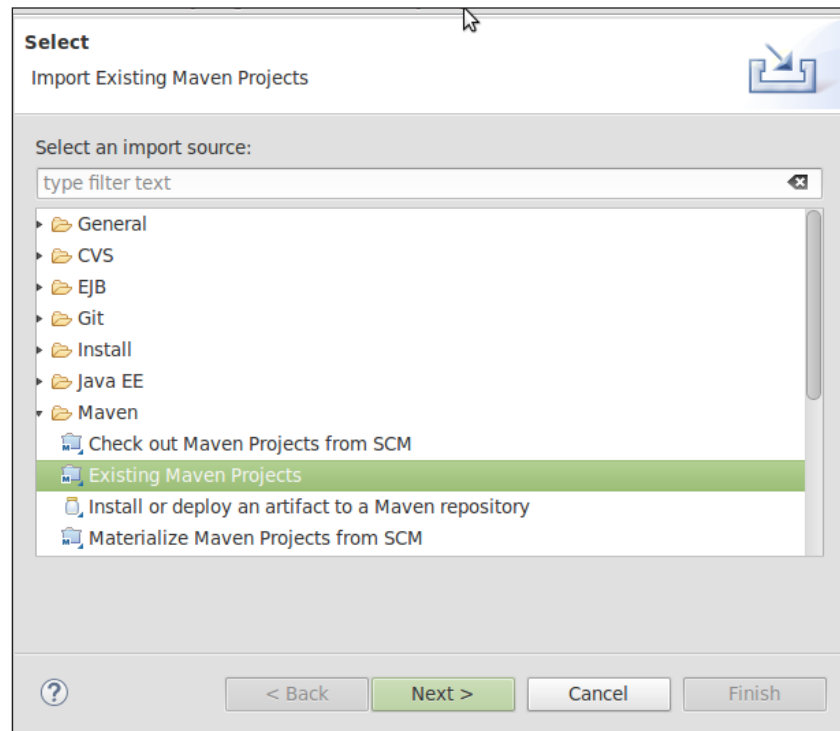 Select
Import Existing Maven Projects
Select an import source:
type filter text
General
CVS
EJB
Git
Install
Java EE
Maven
Check out Maven Projects from SCM
Existing Maven Projects
Install or deploy an artifact to a Maven repository
Materialize Maven Projects from SCM
? < Back Next > Cancel Finish